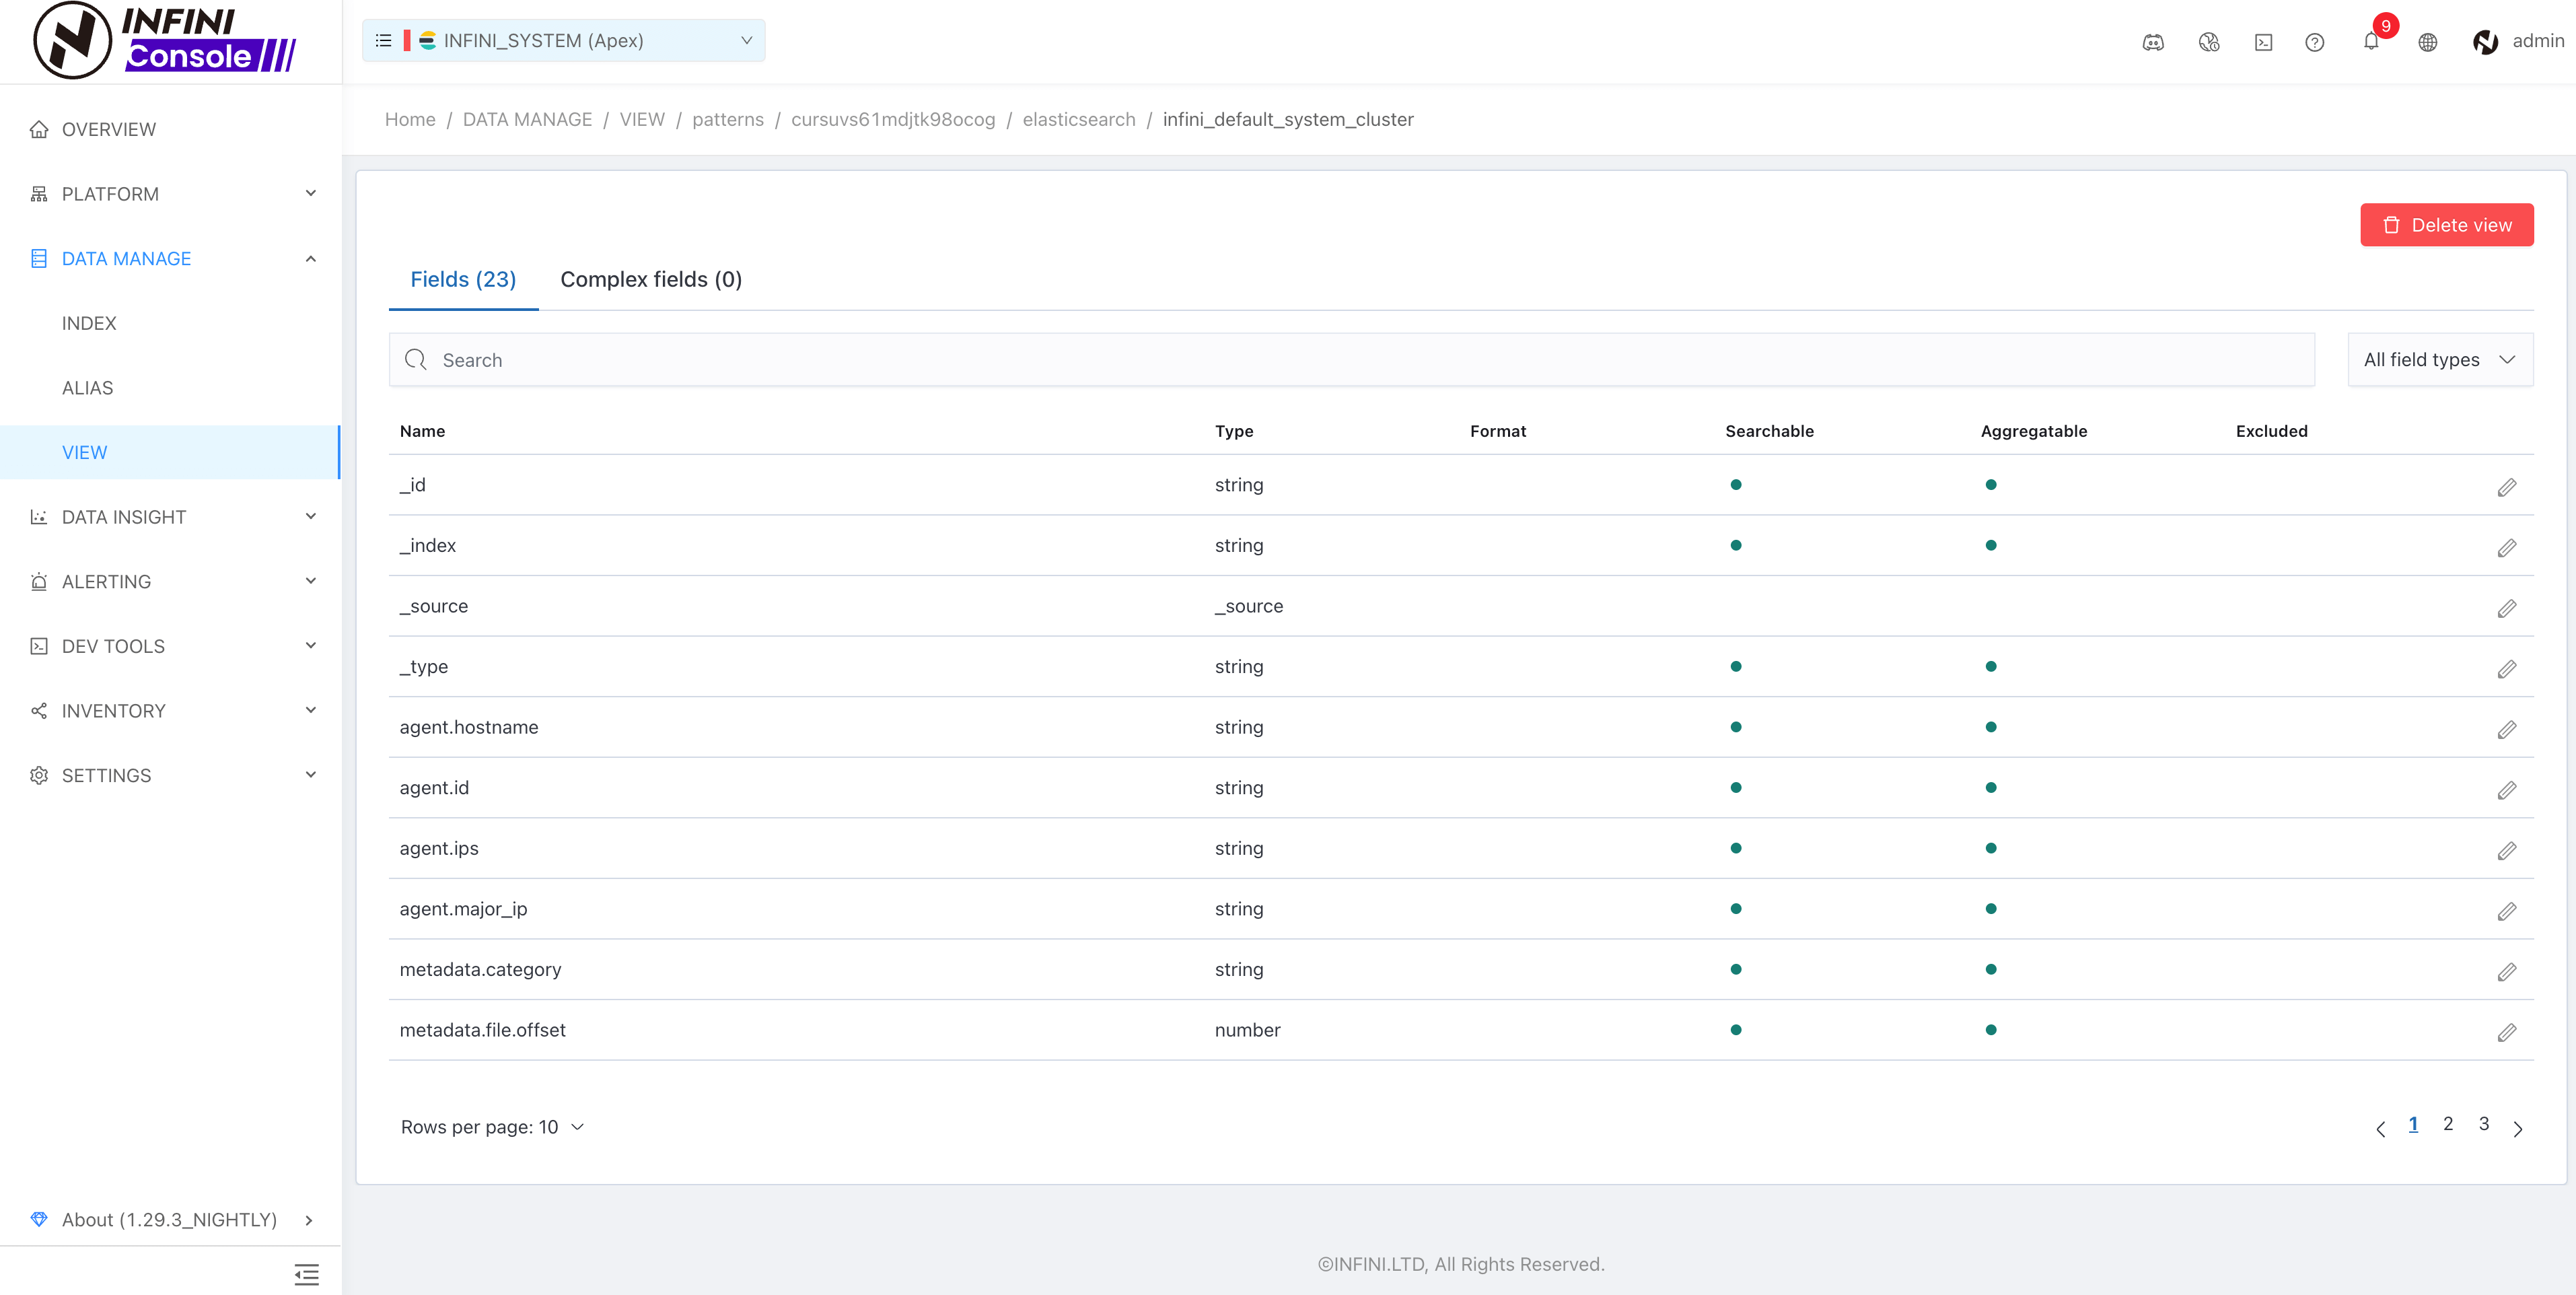 INFINI
Console
INFINI_SYSTEM (Apex)
9
admin
Home / DATA MANAGE / VIEW / patterns / cursuvs61mdjtk98ocog / elasticsearch / infini_default_system_cluster
OVERVIEW
PLATFORM
DATA MANAGE
INDEX
ALIAS
VIEW
DATA INSIGHT
ALERTING
DEV TOOLS
INVENTORY
SETTINGS
About (1.29.3_NIGHTLY)
Delete view
Fields (23) Complex fields (0)
Search
All field types
Name Type Format Searchable Aggregatable Excluded
_id string
_index string
_source _source
_type string
agent.hostname string
agent.id string
agent.ips string
agent.major_ip string
metadata.category string
metadata.file.offset number
Rows per page: 10
1 2 3
©INFINI.LTD, All Rights Reserved.